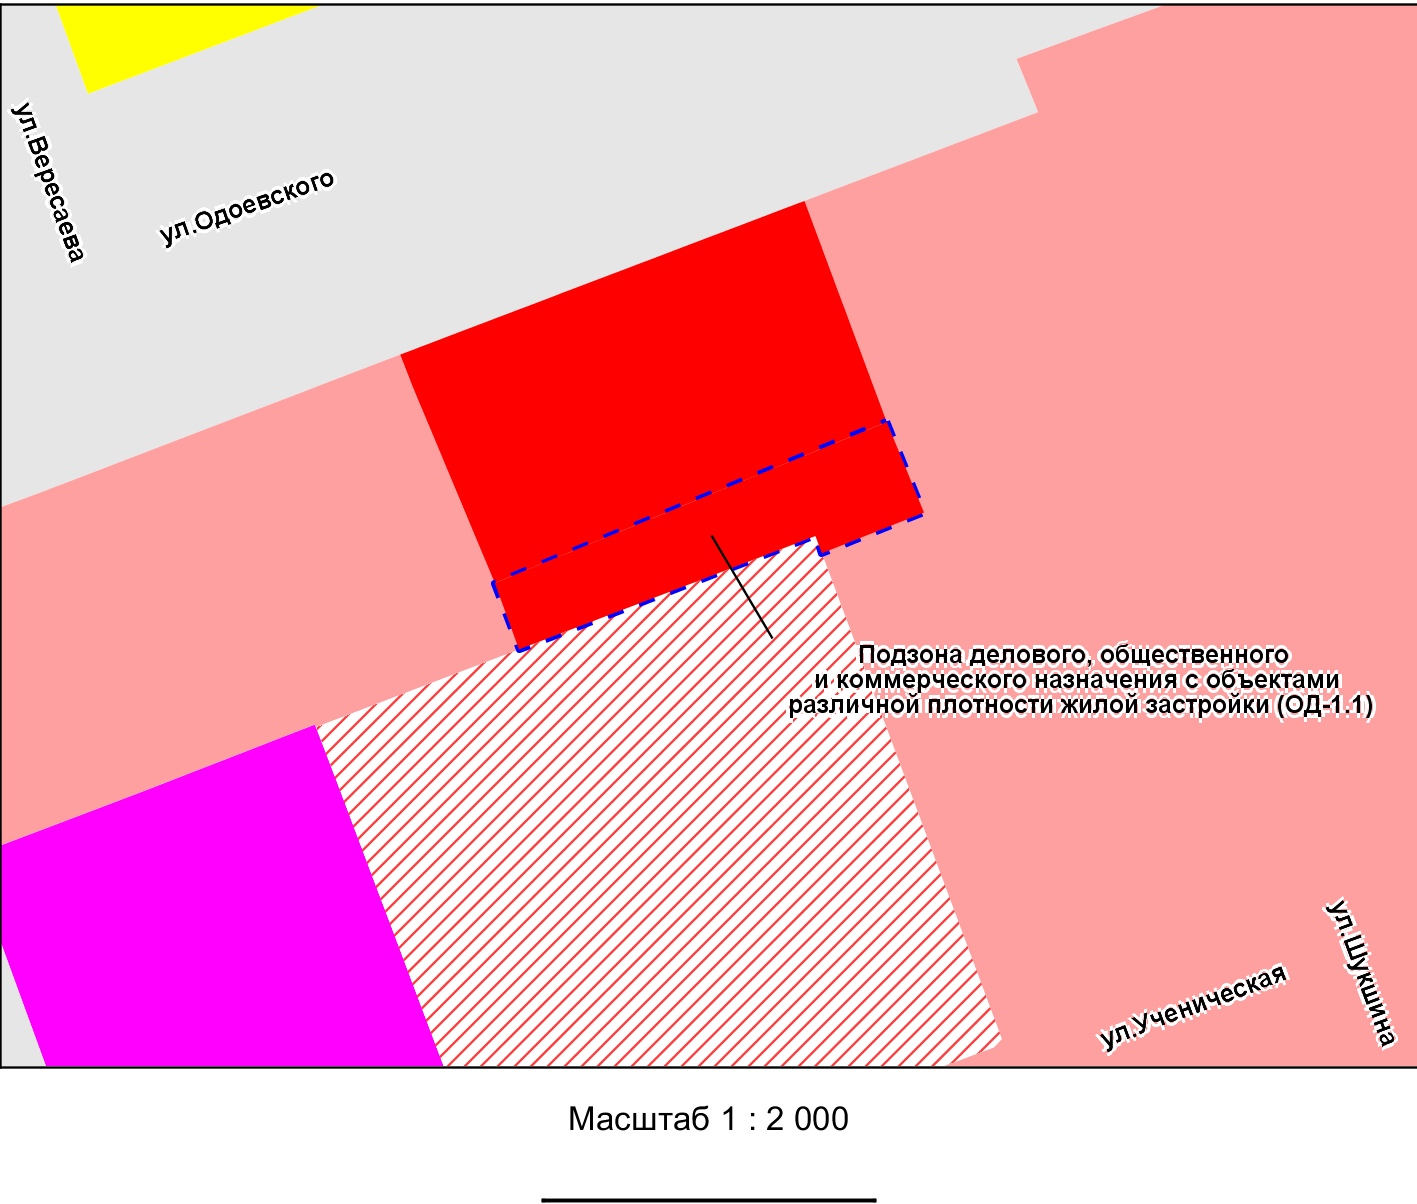 ул.Вересаева
ул.Одоевского
Подзона делового, общественного
и коммерческого назначения с объектами
различной плотности жилой застройки (ОД-1.1)
ул.Шукшина
ул.Ученическая
Масштаб 1 : 2 000